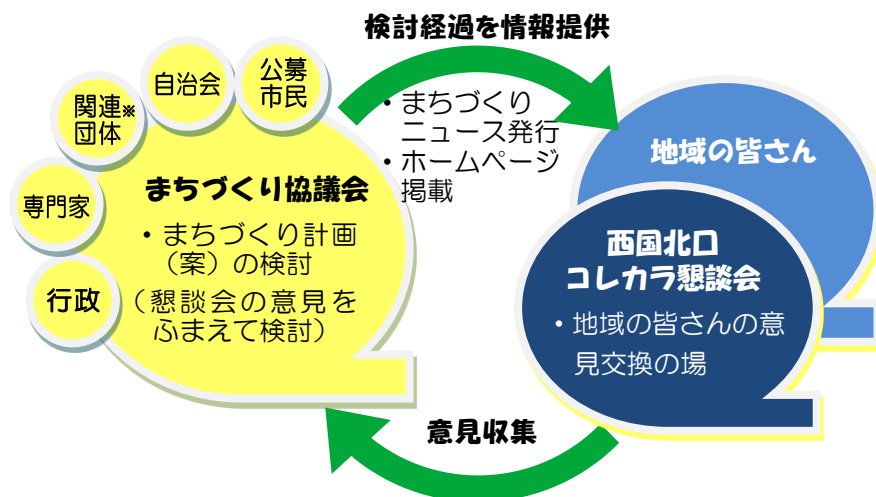 検討経過を情報提供
公募
市民
自治会
関連※
団体
専門家
行政
まちづくり協議会
・まちづくり計画
（案）の検討
（懇談会の意見を
ふまえて検討）
・まちづくり
ニュース発行
・ホームページ
掲載
地域の皆さん
西国北口
コレカラ懇談会
・地域の皆さんの意
見交換の場
意見収集